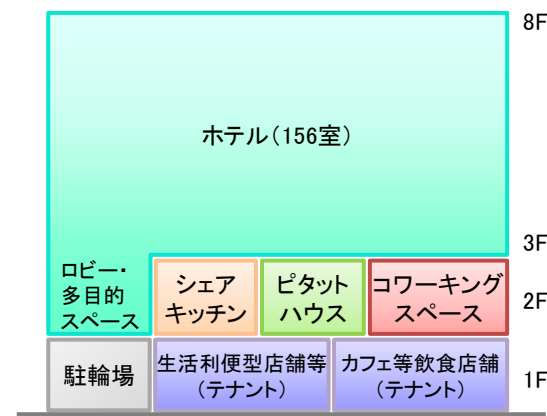 8F
ホテル（156室）
3F
ロビー・
多目的
スペース
シェア
キッチン
ピタット
ハウス
コワーキング
スペース
2F
駐輪場
生活利便型店舗等
（テナント）
カフェ等飲食店舗
（テナント）
1F